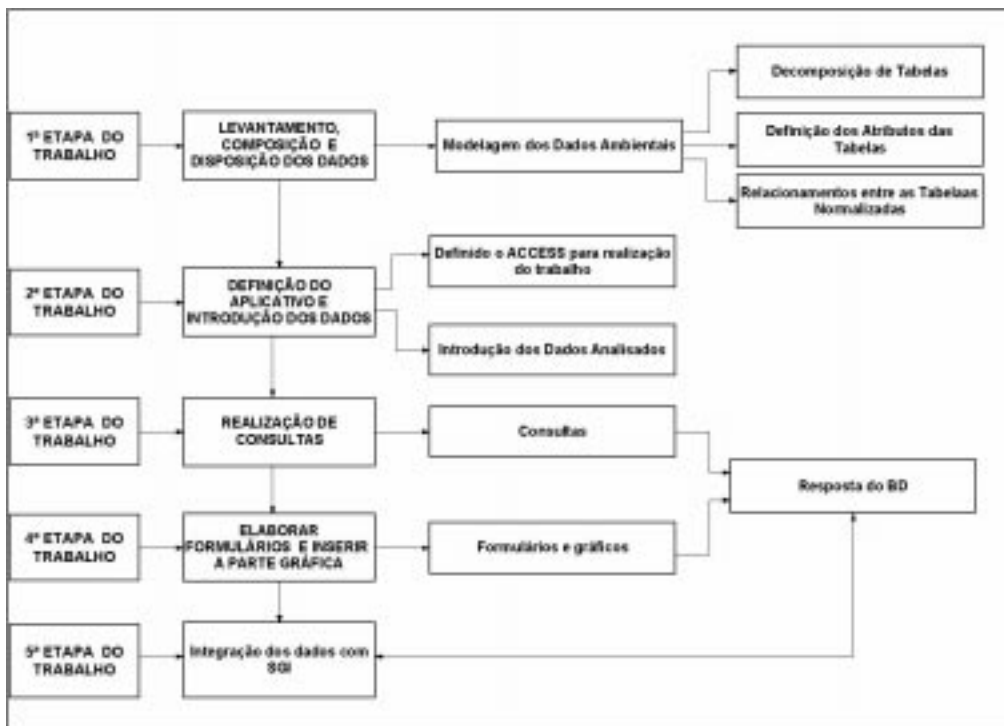 1ª ETAPA DO
TRABALHO
LEVANTAMENTO,
COMPOSIÇÃO E
DISPOSIÇÃO DOS DADOS
Modelagem dos Dados Ambientais
Decomposição de Tabelas
Definição dos Atributos das
Tabelas
Relacionamentos entre as Tabelaas
Normalizadas
2ª ETAPA DO
TRABALHO
DEFINIÇÃO DO
APLICATIVO E
INTRODUÇÃO DOS DADOS
Definido o ACCESS para realização
do trabalho
Introdução dos Dados Analisados
3ª ETAPA DO
TRABALHO
REALIZAÇÃO DE
CONSULTAS
Consultas
Resposta do BD
4ª ETAPA DO
TRABALHO
ELABORAR
FORMULÁRIOS E INSERIR
A PARTE GRÁFICA
Formulários e gráficos
5ª ETAPA DO
TRABALHO
Integração dos dados com
SGI